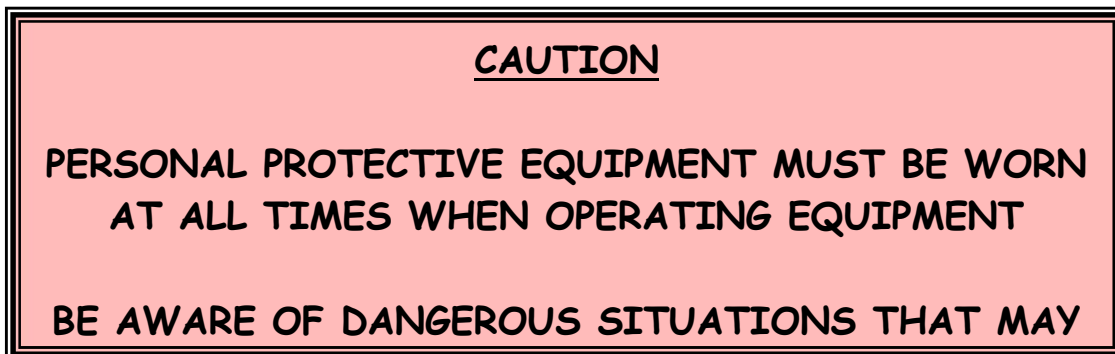 CAUTION
PERSONAL PROTECTIVE EQUIPMENT MUST BE WORN
AT ALL TIMES WHEN OPERATING EQUIPMENT
BE AWARE OF DANGEROUS SITUATIONS THAT MAY